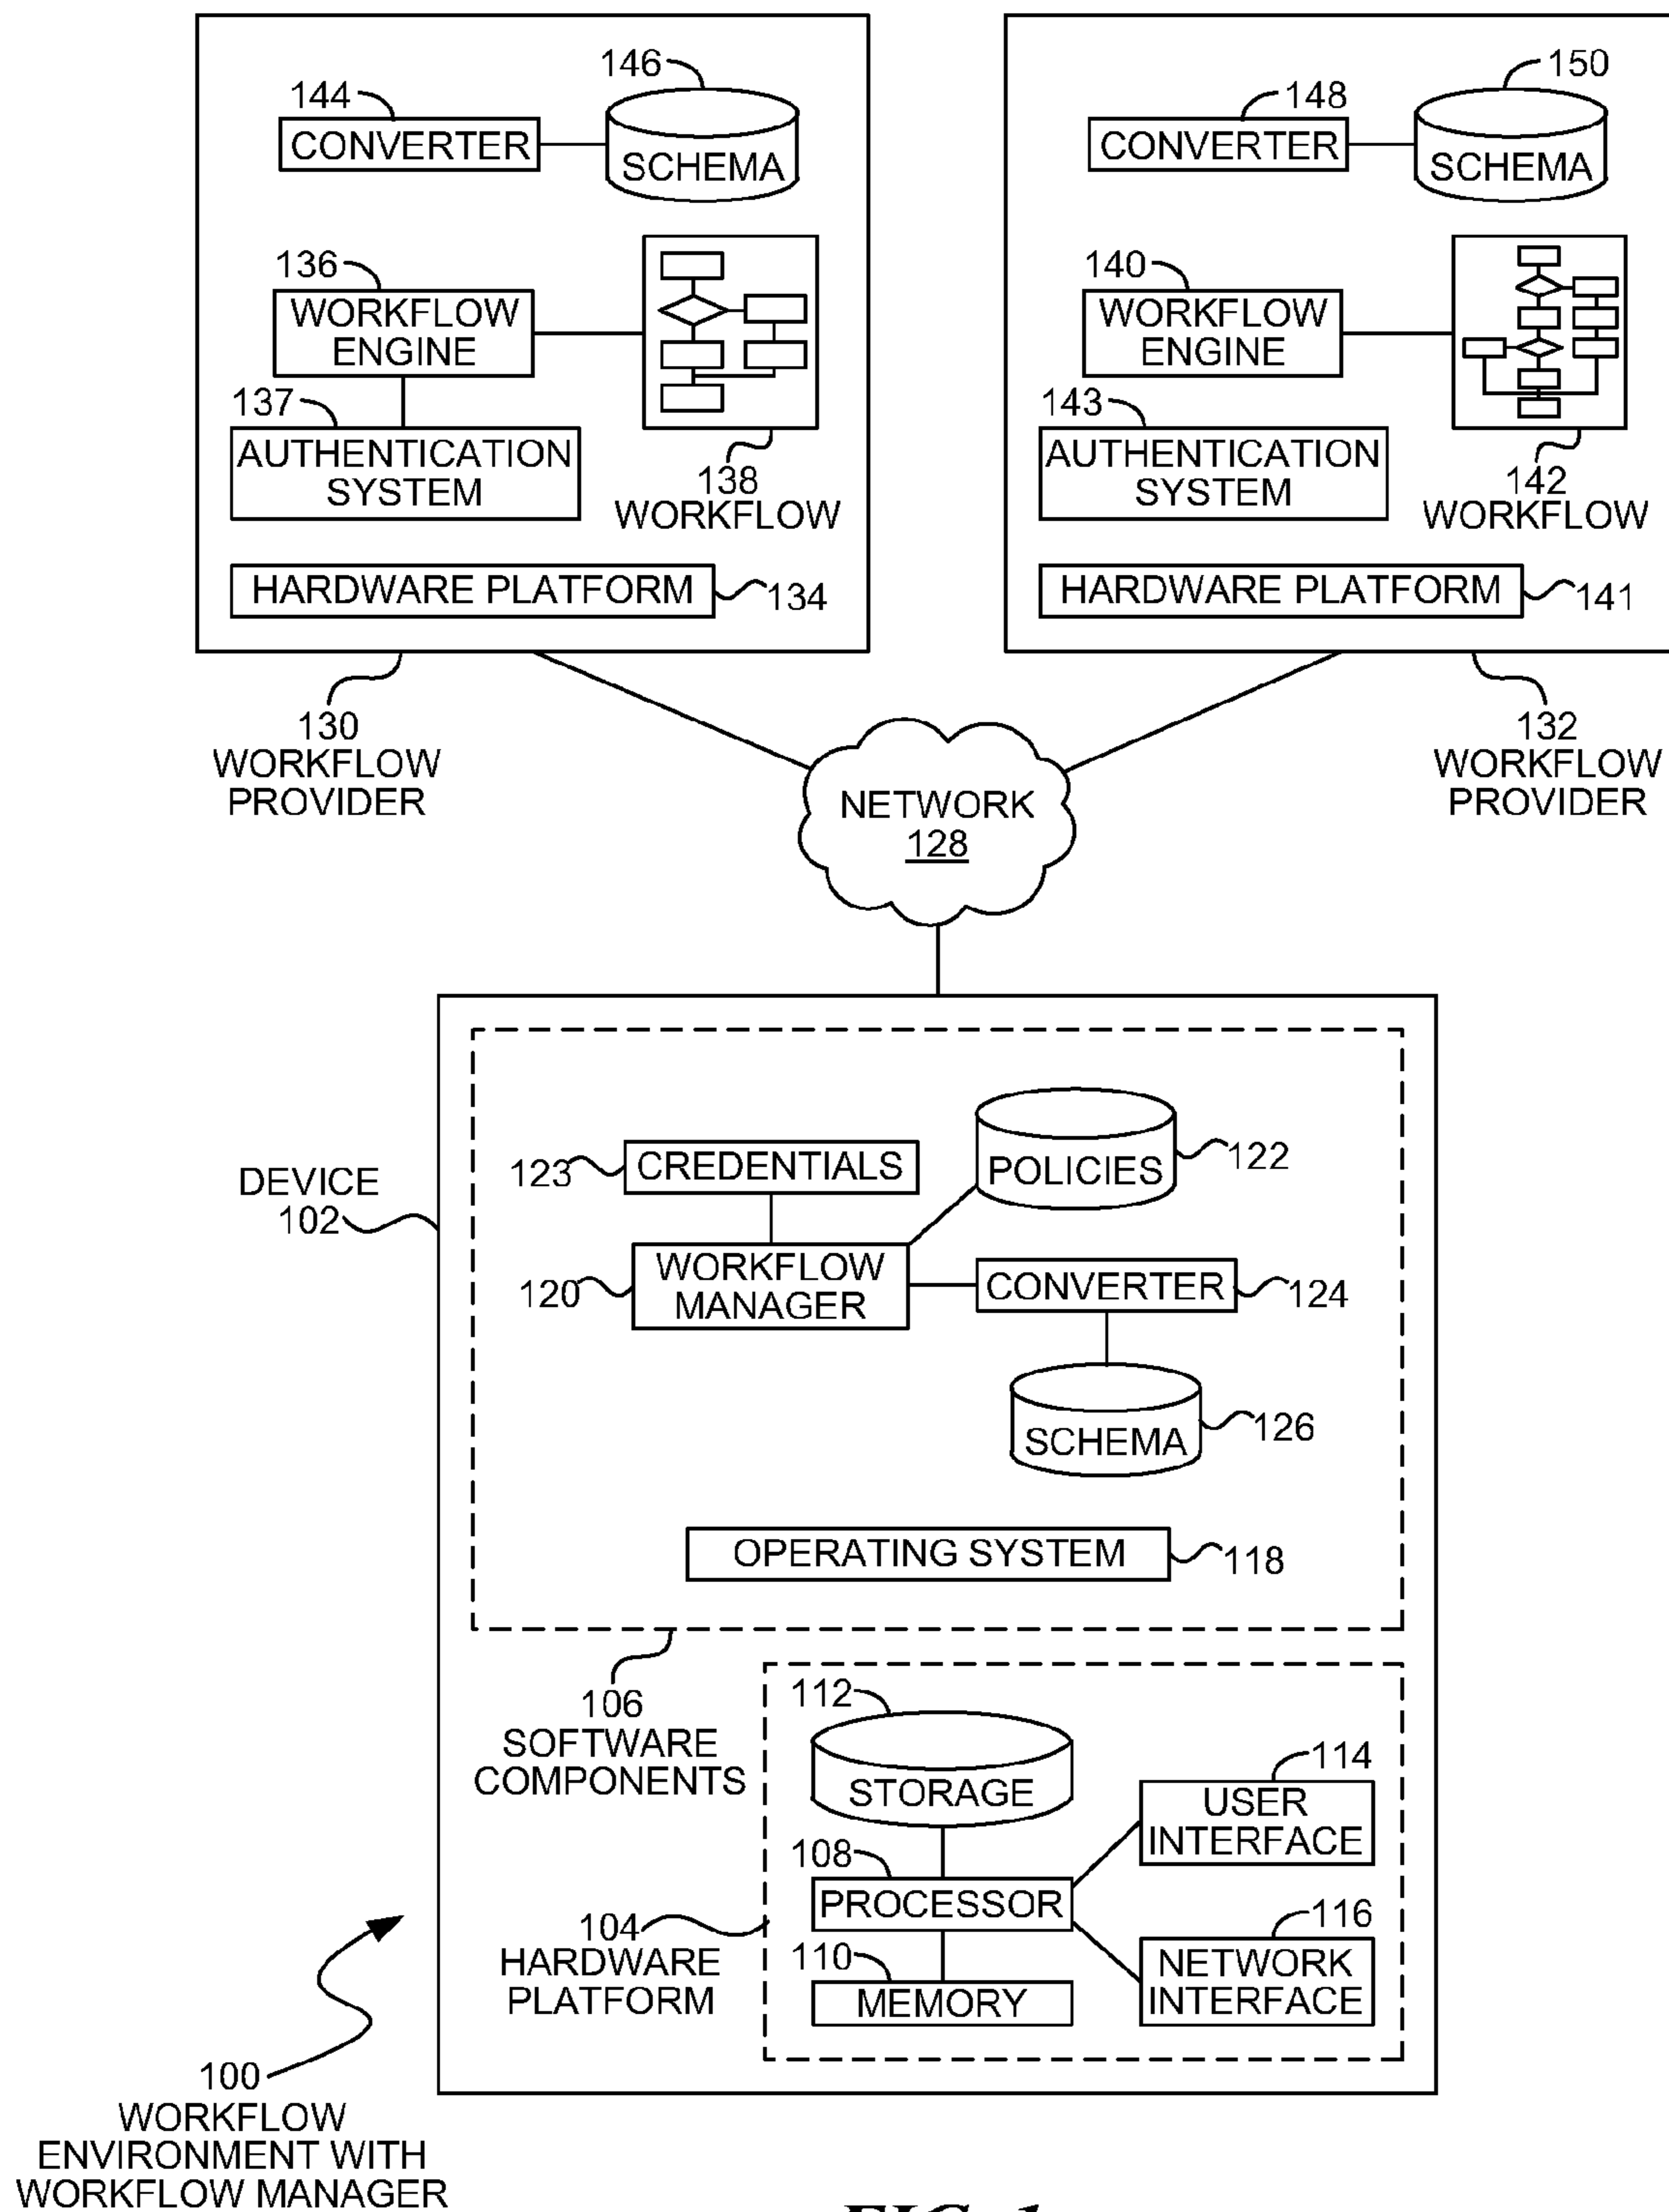 146
144
CONVERTER
SCHEMA
136
WORKFLOW
ENGINE
137
AUTHENTICATION
SYSTEM
138
WORKFLOW
HARDWARE PLATFORM
134
130
WORKFLOW
PROVIDER
150
148
CONVERTER
SCHEMA
140
WORKFLOW
ENGINE
143
AUTHENTICATION
SYSTEM
142
WORKFLOW
HARDWARE PLATFORM
141
132
WORKFLOW
PROVIDER
NETWORK
128
DEVICE
102
123
CREDENTIALS
POLICIES
122
120
WORKFLOW
MANAGER
CONVERTER
124
SCHEMA
126
OPERATING SYSTEM
118
106
SOFTWARE
COMPONENTS
112
STORAGE
114
USER
INTERFACE
108
PROCESSOR
104
HARDWARE
PLATFORM
116
NETWORK
INTERFACE
110
MEMORY
100
WORKFLOW
ENVIRONMENT WITH
WORKFLOW MANAGER
FIG. 1